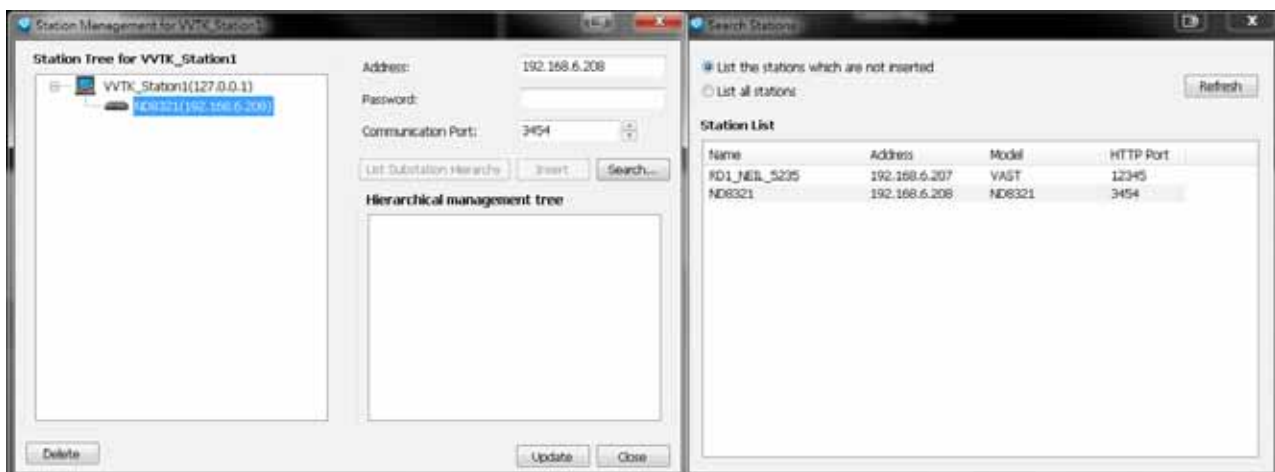 Station Management for VVTK_Station1
Station Tree for VVTK_Station1
VVTK_Station1(127.0.0.1)
ND8321(192.168.6.208)
Address: 192.168.6.208
Password:
Communication Port: 3454
List Substation Hierarchy Insert Search...
Hierarchical management tree
Delete Update Close
Search Stations
List the stations which are not inserted
List all stations
Refresh
Station List
Name Address Model HTTP Port
RD1_NEIL_5235 192.168.6.207 VAST 12345
ND8321 192.168.6.208 ND8321 3454